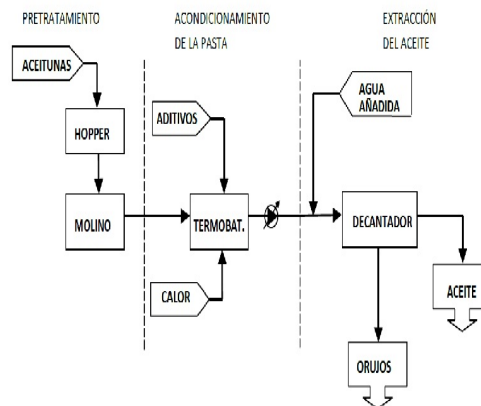 PRETRATAMIENTO
ACONDICIONAMIENTO
DE LA PASTA
EXTRACCIÓN
DEL ACEITE
ACEITUNAS
HOPPER
MOLINO
ADITIVOS
TERMOBAT.
CALOR
AGUA
AÑADIDA
DECANTADOR
ACEITE
ORUJOS